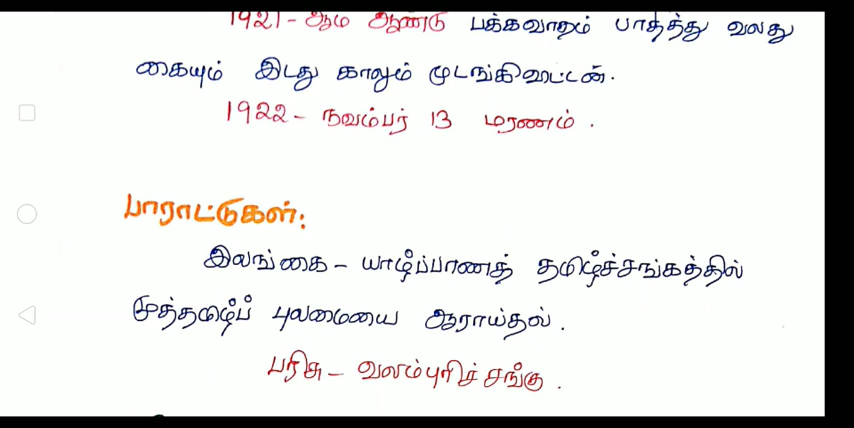 1921 - ஆம் ஆண்டு பக்கவாதம் பாதித்து வலது
கையும் இடது காலும் முடங்கிவிட்டன.
1922 - நவம்பர் 13 மரணம்.
பாராட்டுகள்:
இலங்கை - யாழ்ப்பாணத் தமிழ்ச்சங்கத்தில்
முத்தமிழ்ப் புலமையை ஆராய்தல்.
பரிசு - வலம்புரிச் சங்கு.